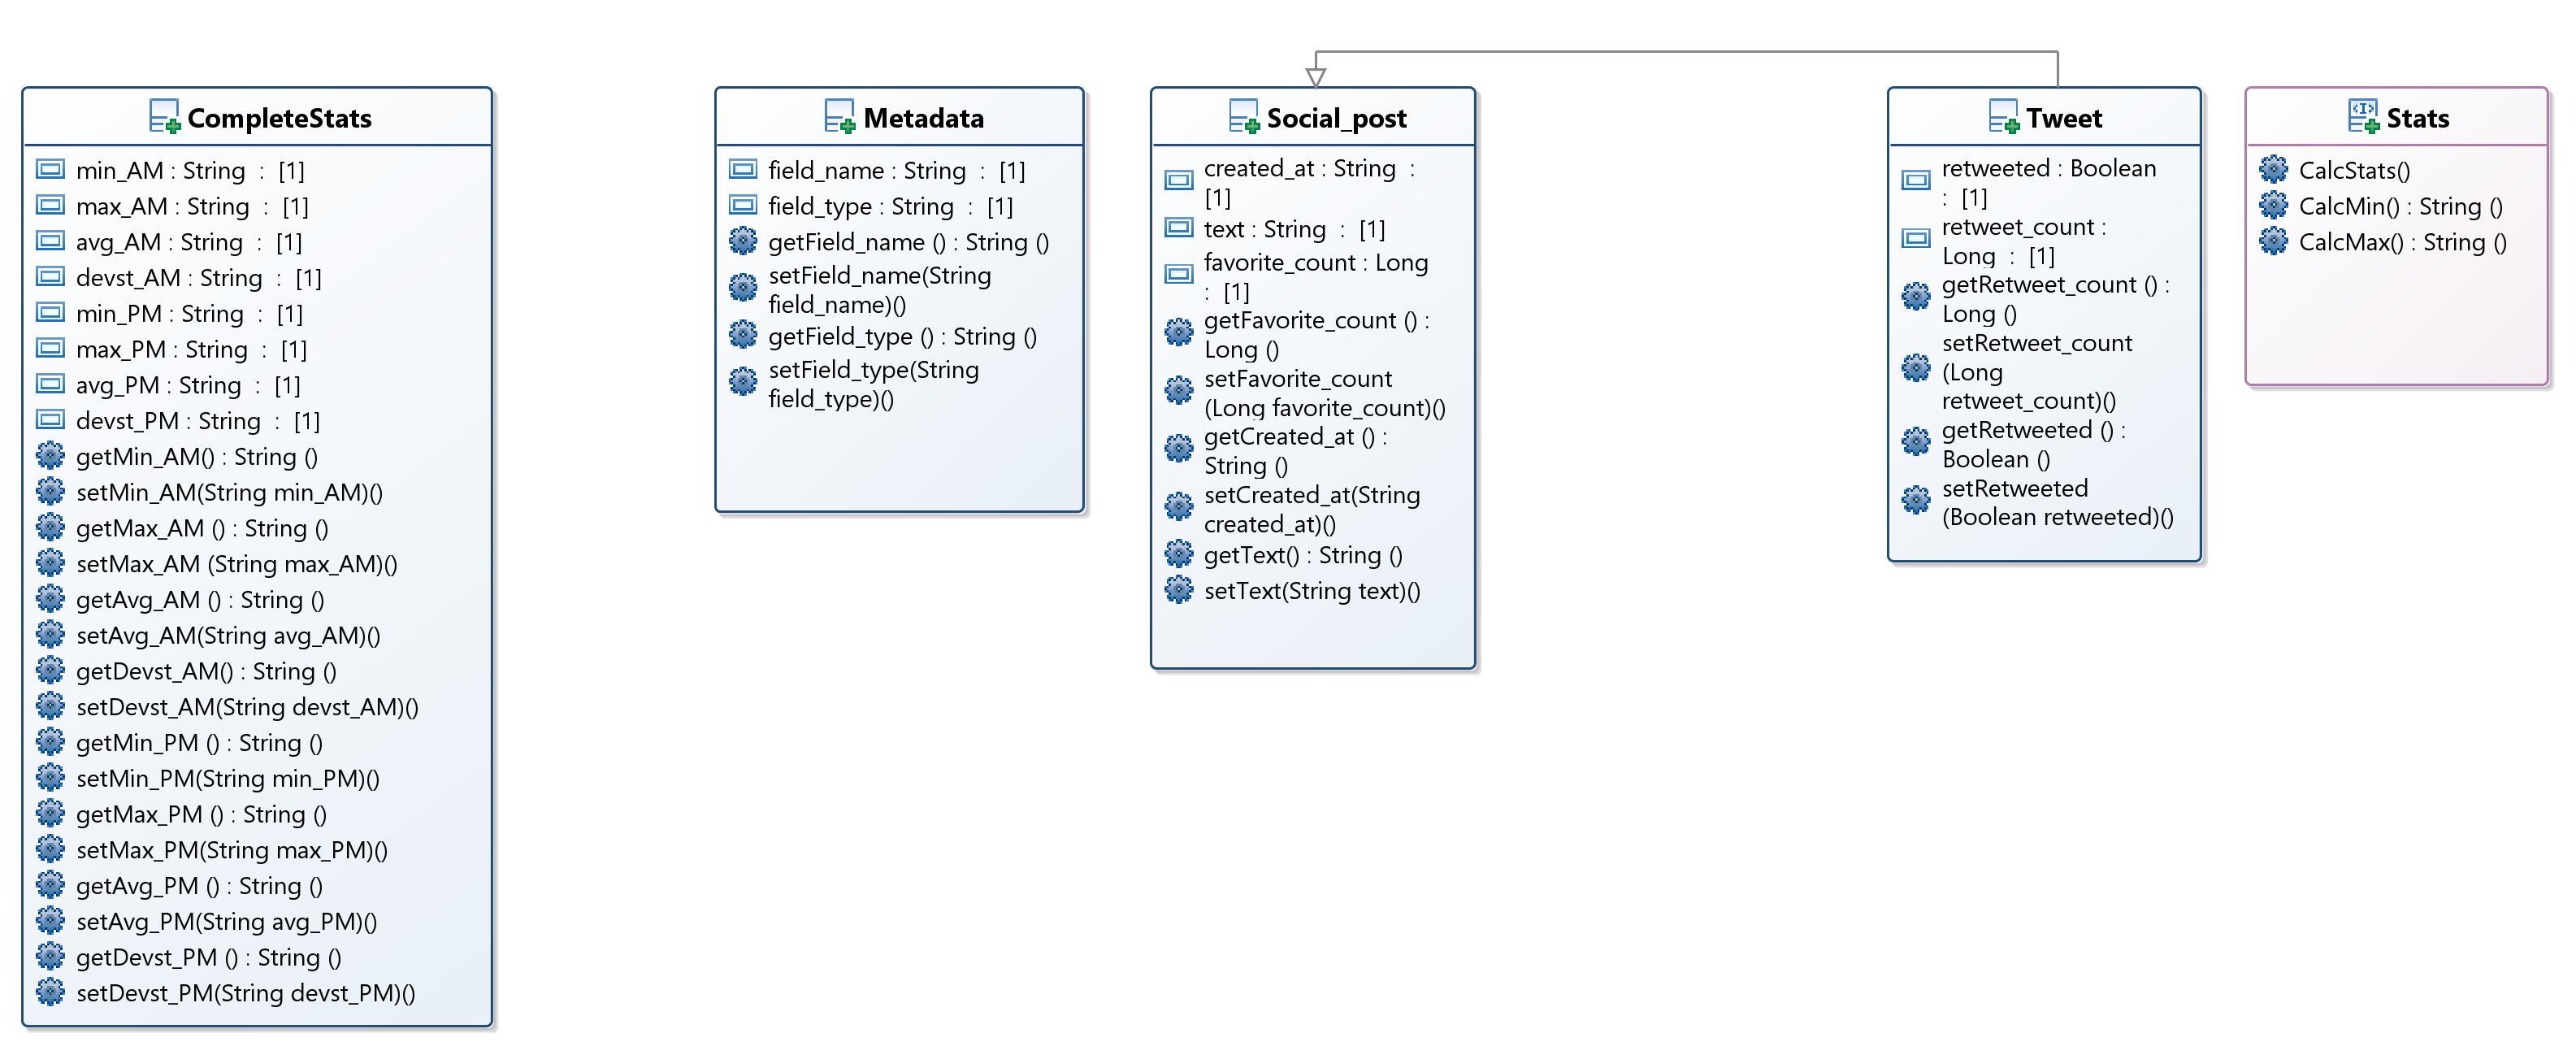 CompleteStats
min_AM : String  :  [1]
max_AM : String  :  [1]
avg_AM : String  :  [1]
devst_AM : String  :  [1]
min_PM : String  :  [1]
max_PM : String  :  [1]
avg_PM : String  :  [1]
devst_PM : String  :  [1]
getMin_AM() : String ()
setMin_AM(String min_AM)()
getMax_AM () : String ()
setMax_AM (String max_AM)()
getAvg_AM () : String ()
setAvg_AM(String avg_AM)()
getDevst_AM() : String ()
setDevst_AM(String devst_AM)()
getMin_PM () : String ()
setMin_PM(String min_PM)()
getMax_PM () : String ()
setMax_PM(String max_PM)()
getAvg_PM () : String ()
setAvg_PM(String avg_PM)()
getDevst_PM () : String ()
setDevst_PM(String devst_PM)()
Metadata
field_name : String  :  [1]
field_type : String  :  [1]
getField_name () : String ()
setField_name(String
field_name)()
getField_type () : String ()
setField_type(String
field_type)()
Social_post
created_at : String  :
[1]
text : String  :  [1]
favorite_count : Long
:  [1]
getFavorite_count () :
Long ()
setFavorite_count
(Long favorite_count)()
getCreated_at () :
String ()
setCreated_at(String
created_at)()
getText() : String ()
setText(String text)()
Tweet
retweeted : Boolean
:  [1]
retweet_count :
Long  :  [1]
getRetweet_count () :
Long ()
setRetweet_count
(Long
retweet_count)()
getRetweeted () :
Boolean ()
setRetweeted
(Boolean retweeted)()
Stats
CalcStats()
CalcMin() : String ()
CalcMax() : String ()